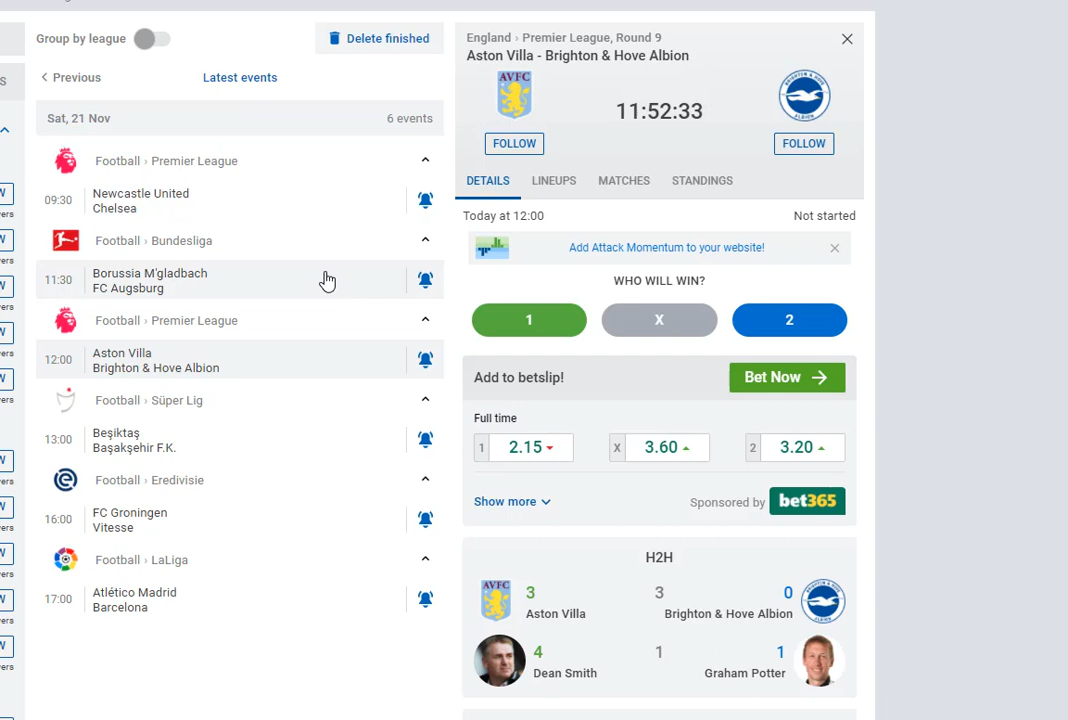 Group by league
Delete finished
Previous
Latest events
Sat, 21 Nov
6 events
Football › Premier League
09:30
Newcastle United
Chelsea
Football › Bundesliga
11:30
Borussia M'gladbach
FC Augsburg
Football › Premier League
12:00
Aston Villa
Brighton & Hove Albion
Football › Süper Lig
13:00
Beşiktaş
Başakşehir F.K.
Football › Eredivisie
16:00
FC Groningen
Vitesse
Football › LaLiga
17:00
Atlético Madrid
Barcelona
England › Premier League, Round 9
Aston Villa - Brighton & Hove Albion
AVFC
11:52:33
FOLLOW
FOLLOW
DETAILS LINEUPS MATCHES STANDINGS
Today at 12:00
Not started
Add Attack Momentum to your website!
WHO WILL WIN?
1 X 2
Add to betslip!
Bet Now
Full time
1 2.15 X 3.60 2 3.20
Show more
Sponsored by bet365
H2H
AVFC
3 3 0
Aston Villa Brighton & Hove Albion
4 1 1
Dean Smith Graham Potter